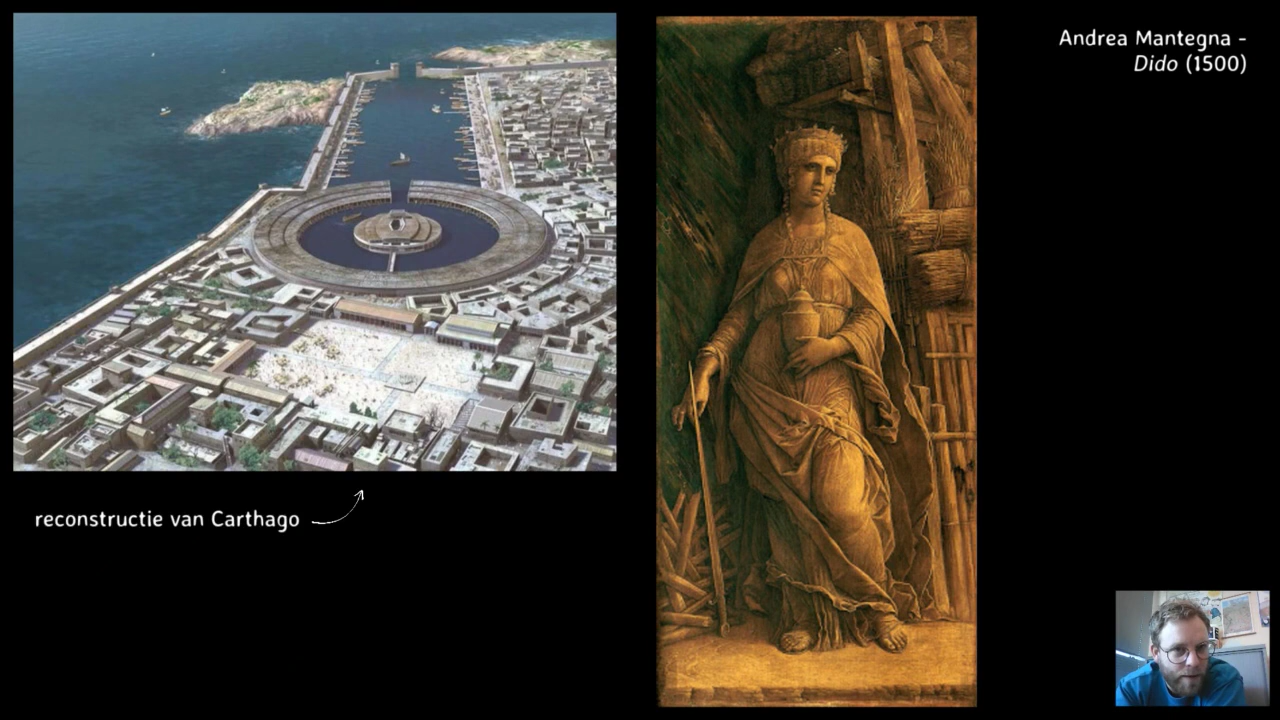 Andrea Mantegna -
Dido (1500)
reconstructie van Carthago